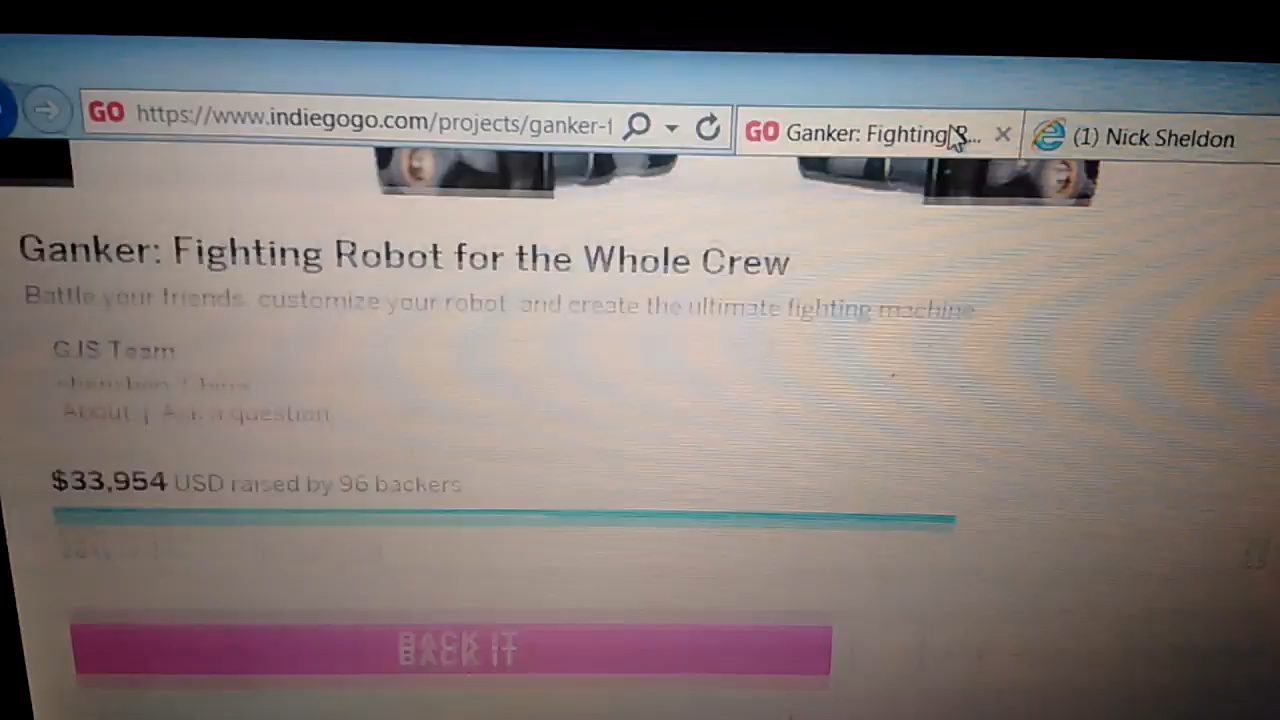 GO https://www.indiegogo.com/projects/ganker-f
GO Ganker: Fighting R...
(1) Nick Sheldon
Ganker: Fighting Robot for the Whole Crew
Battle your friends, customize your robot, and create the ultimate fighting machine
GJS Team
About | Ask a question
$33,954 USD raised by 96 backers
BACK IT